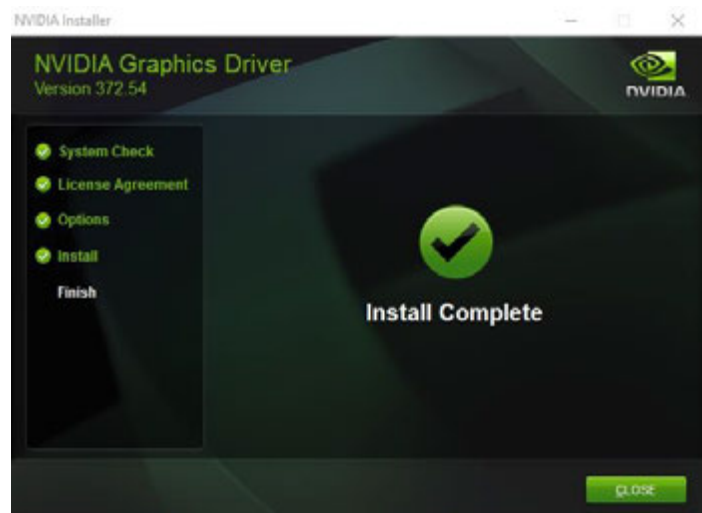 NVIDIA Installer
NVIDIA Graphics Driver
Version 372.54
NVIDIA.
System Check
License Agreement
Options
Install
Finish
Install Complete
CLOSE